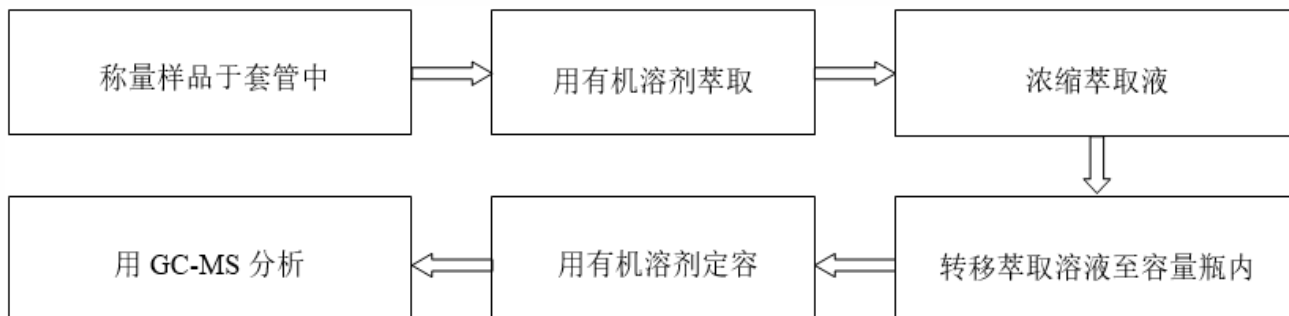 称量样品于套管中
用有机溶剂萃取
浓缩萃取液
转移萃取溶液至容量瓶内
用有机溶剂定容
用 GC-MS 分析